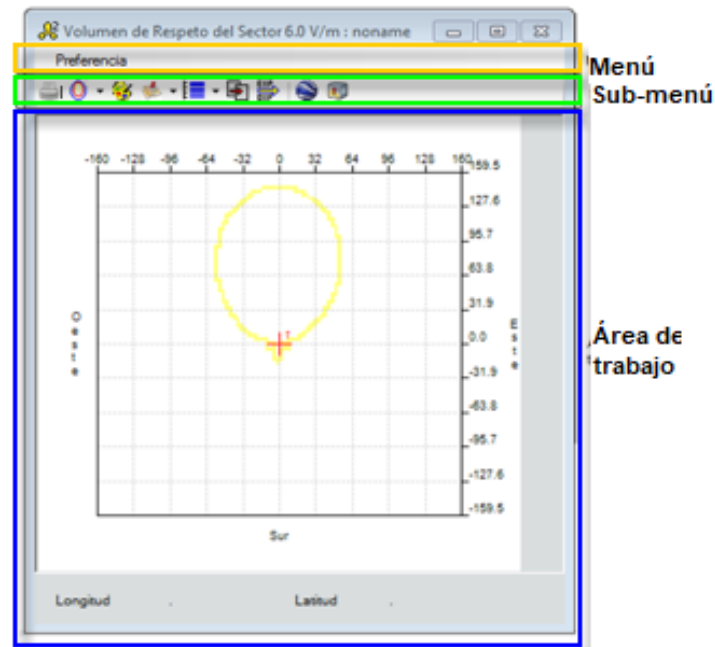 Volumen de Respeto del Sector 6.0 V/m : noname
Preferencia
Menú
Sub-menú
-160 -128 -96 -64 -32 0 32 64 96 128 160
159.5
127.6
95.7
63.8
31.9
0.0
-31.9
-63.8
-95.7
-127.6
-159.5
Oeste
1
Este
Área de
trabajo
Sur
Longitud . Latitud .